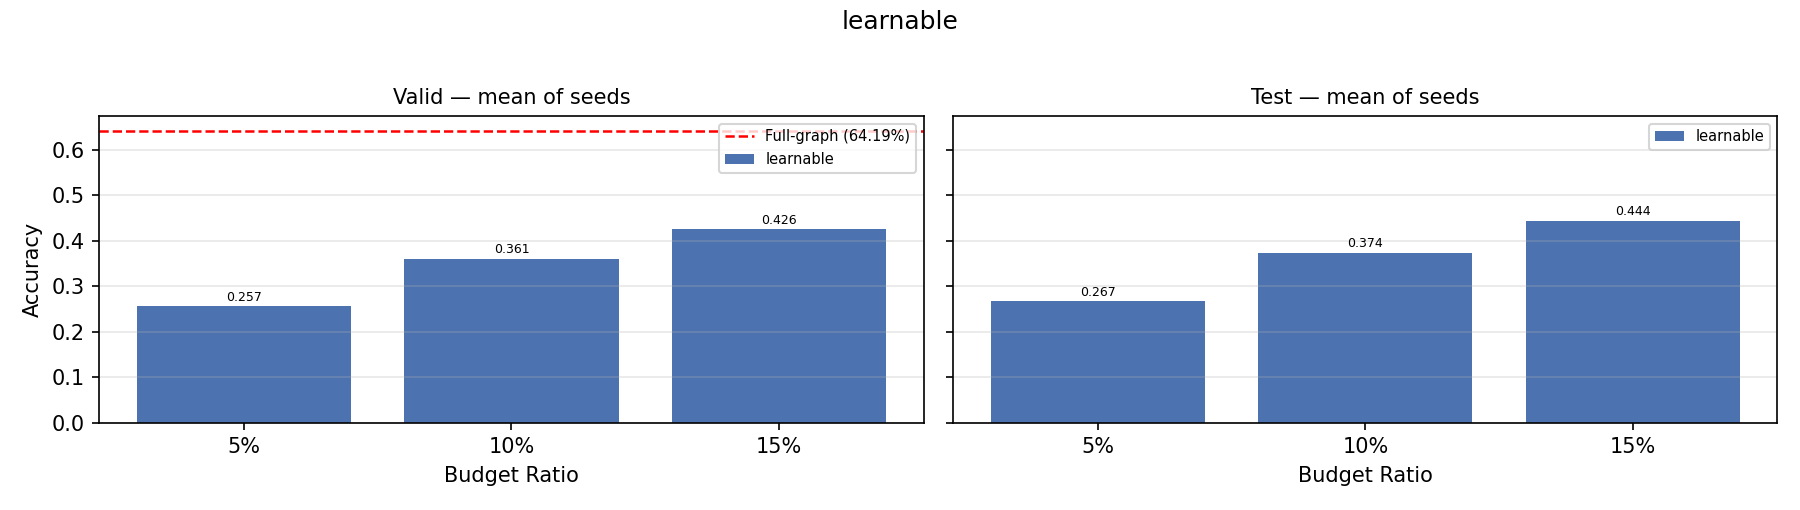 learnable
Valid — mean of seeds
Full-graph (64.19%)
learnable
Accuracy
0.6
0.5
0.4
0.3
0.2
0.1
0.0
0.257
0.361
0.426
5%
10%
15%
Budget Ratio
Test — mean of seeds
learnable
0.267
0.374
0.444
5%
10%
15%
Budget Ratio